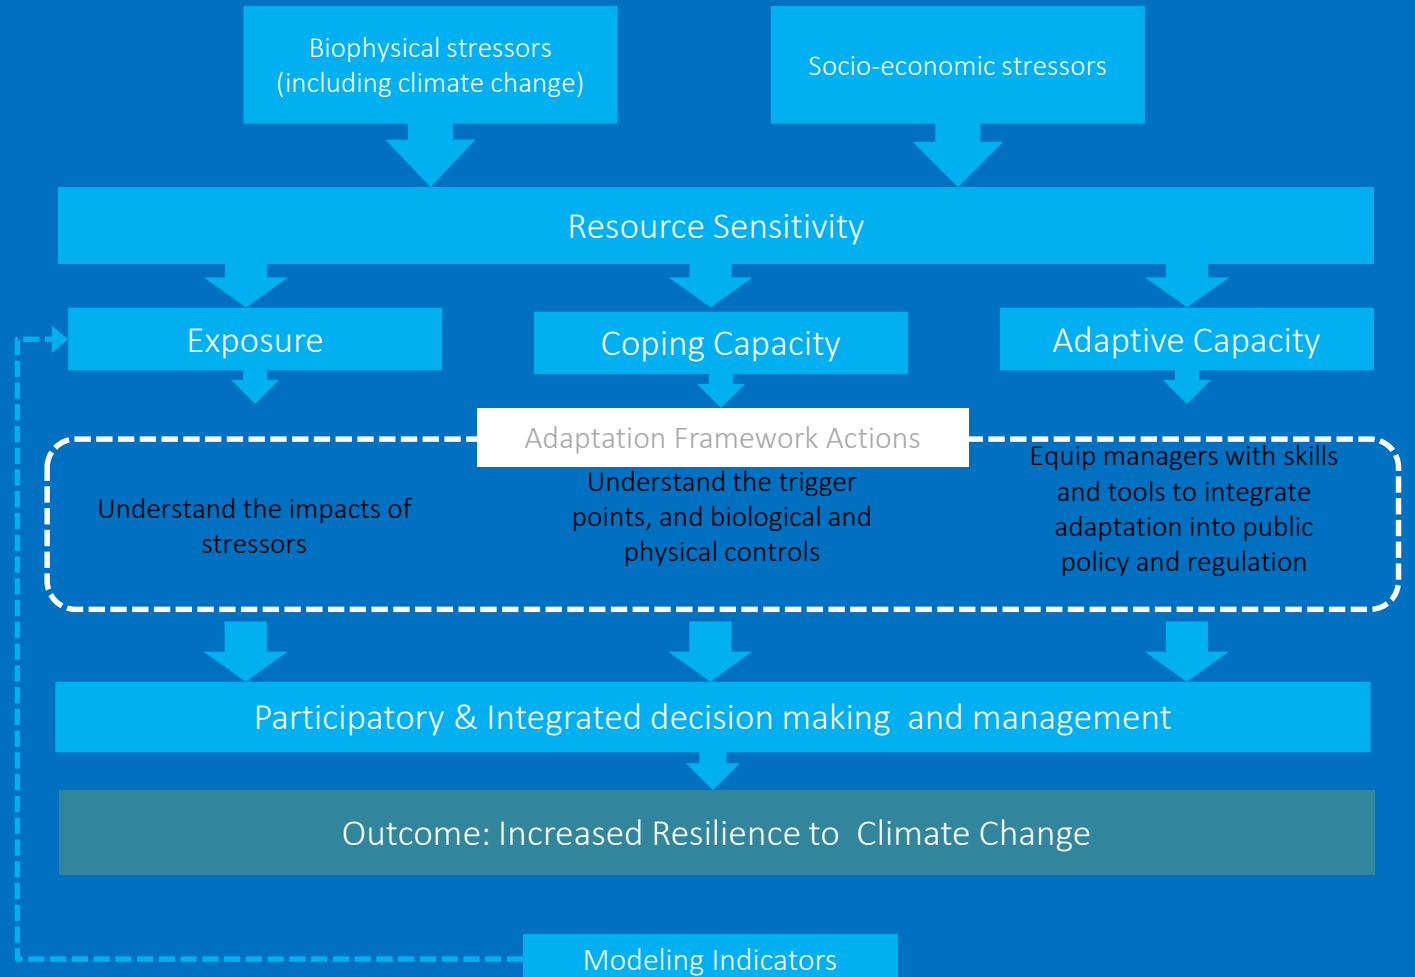 Biophysical stressors
(including climate change)
Socio-economic stressors
Resource Sensitivity
Exposure
Coping Capacity
Adaptive Capacity
Adaptation Framework Actions
Understand the impacts of
stressors
Understand the trigger
points, and biological and
physical controls
Equip managers with skills
and tools to integrate
adaptation into public
policy and regulation
Participatory & Integrated decision making  and management
Outcome: Increased Resilience to  Climate Change
Modeling Indicators